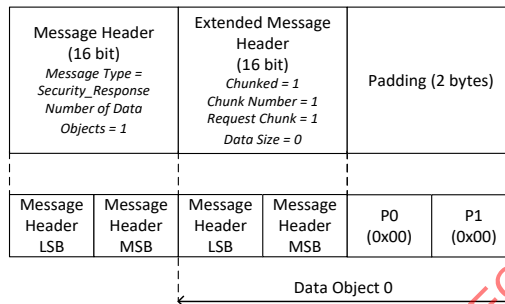 Message Header
(16 bit)
Message Type =
Security_Response
Number of Data
Objects = 1
Extended Message
Header
(16 bit)
Chunked = 1
Chunk Number = 1
Request Chunk = 1
Data Size = 0
Padding (2 bytes)
Message
Header
LSB
Message
Header
MSB
Message
Header
LSB
Message
Header
MSB
P0
(0x00)
P1
(0x00)
Data Object 0